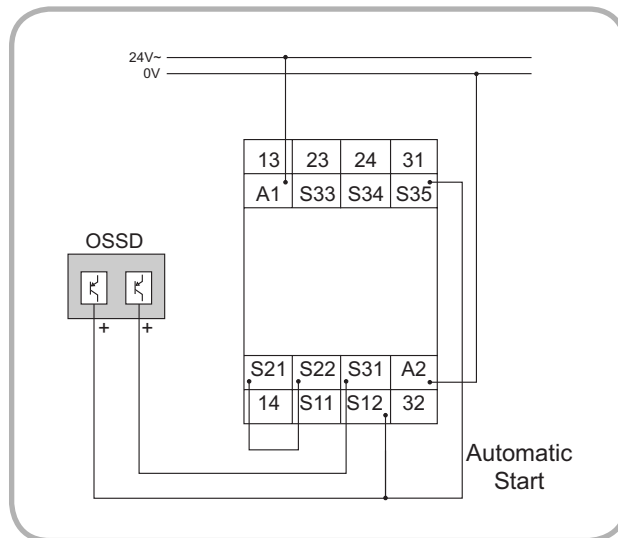 24V~
0V
13 23 24 31
A1 S33 S34 S35
OSSD
+ +
S21 S22 S31 A2
14 S11 S12 32
Automatic
Start